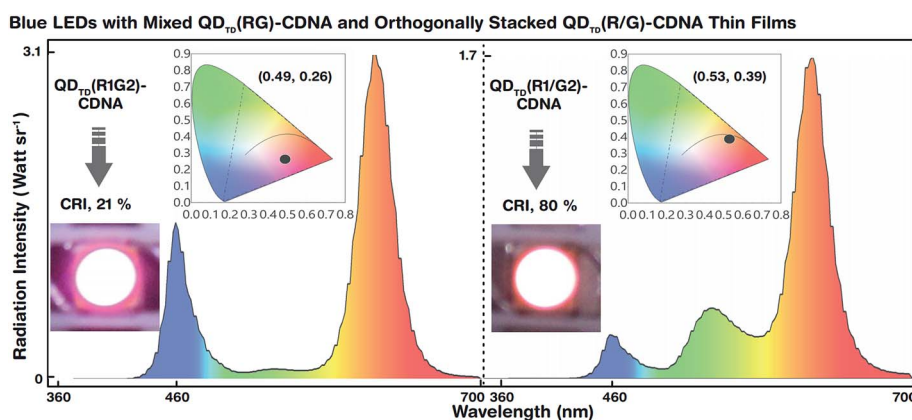 Blue LEDs with Mixed QD_TD(RG)-CDNA and Orthogonally Stacked QD_TD(R/G)-CDNA Thin Films
3.1
Radiation Intensity (Watt sr⁻¹)
0
QD_TD(R1G2)-
CDNA
CRI, 21 %
0.9
0.8
0.7
0.6
0.5
0.4
0.3
0.2
0.1
0.0
(0.49, 0.26)
0.0 0.1 0.2 0.3 0.4 0.5 0.6 0.7 0.8
1.7
QD_TD(R1/G2)-
CDNA
CRI, 80 %
0.9
0.8
0.7
0.6
0.5
0.4
0.3
0.2
0.1
0.0
(0.53, 0.39)
0.0 0.1 0.2 0.3 0.4 0.5 0.6 0.7 0.8
360 460 700 360 460 700
Wavelength (nm)